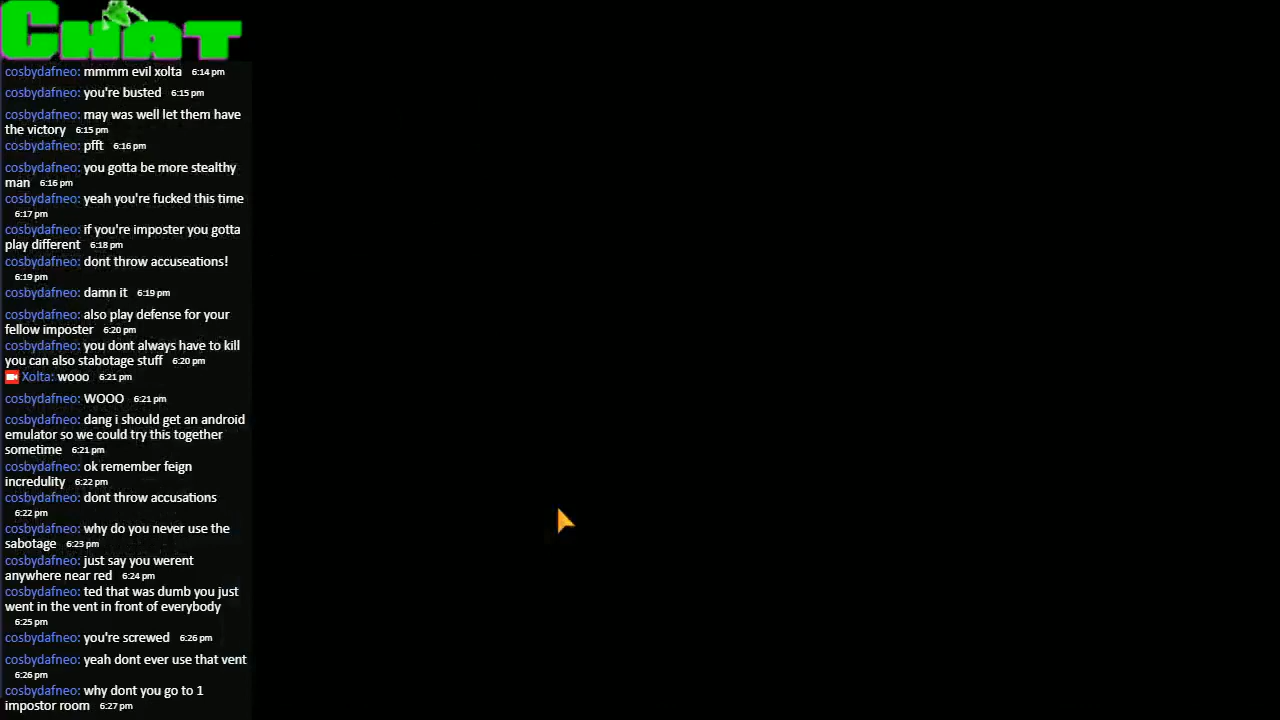 Chat
cosbydafneo: mmmm evil xolta 6:14 pm
cosbydafneo: you're busted 6:15 pm
cosbydafneo: may was well let them have
the victory 6:15 pm
cosbydafneo: pfft 6:16 pm
cosbydafneo: you gotta be more stealthy
man 6:16 pm
cosbydafneo: yeah you're fucked this time
6:17 pm
cosbydafneo: if you're imposter you gotta
play different 6:18 pm
cosbydafneo: dont throw accuseations!
6:19 pm
cosbydafneo: damn it 6:19 pm
cosbydafneo: also play defense for your
fellow imposter 6:20 pm
cosbydafneo: you dont always have to kill
you can also stabotage stuff 6:20 pm
Xolta: wooo 6:21 pm
cosbydafneo: WOOO 6:21 pm
cosbydafneo: dang i should get an android
emulator so we could try this together
sometime 6:21 pm
cosbydafneo: ok remember feign
incredulity 6:22 pm
cosbydafneo: dont throw accusations
6:22 pm
cosbydafneo: why do you never use the
sabotage 6:23 pm
cosbydafneo: just say you werent
anywhere near red 6:24 pm
cosbydafneo: ted that was dumb you just
went in the vent in front of everybody
6:25 pm
cosbydafneo: you're screwed 6:26 pm
cosbydafneo: yeah dont ever use that vent
6:26 pm
cosbydafneo: why dont you go to 1
impostor room 6:27 pm